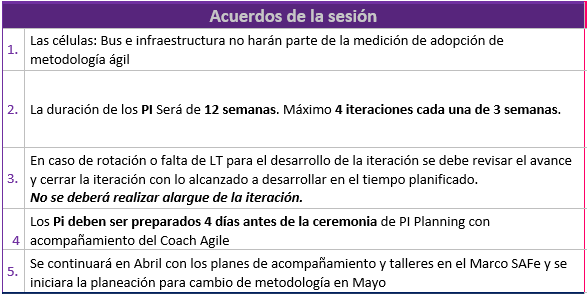 Acuerdos de la sesión
1. Las células: Bus e infraestructura no harán parte de la medición de adopción de
metodología ágil
2. La duración de los PI Será de 12 semanas. Máximo 4 iteraciones cada una de 3 semanas.
3. En caso de rotación o falta de LT para el desarrollo de la iteración se debe revisar el avance
y cerrar la iteración con lo alcanzado a desarrollar en el tiempo planificado.
No se deberá realizar alargue de la iteración.
4 Los Pi deben ser preparados 4 días antes de la ceremonia de PI Planning con
acompañamiento del Coach Agile
5. Se continuará en Abril con los planes de acompañamiento y talleres en el Marco SAFe y se
iniciara la planeación para cambio de metodología en Mayo